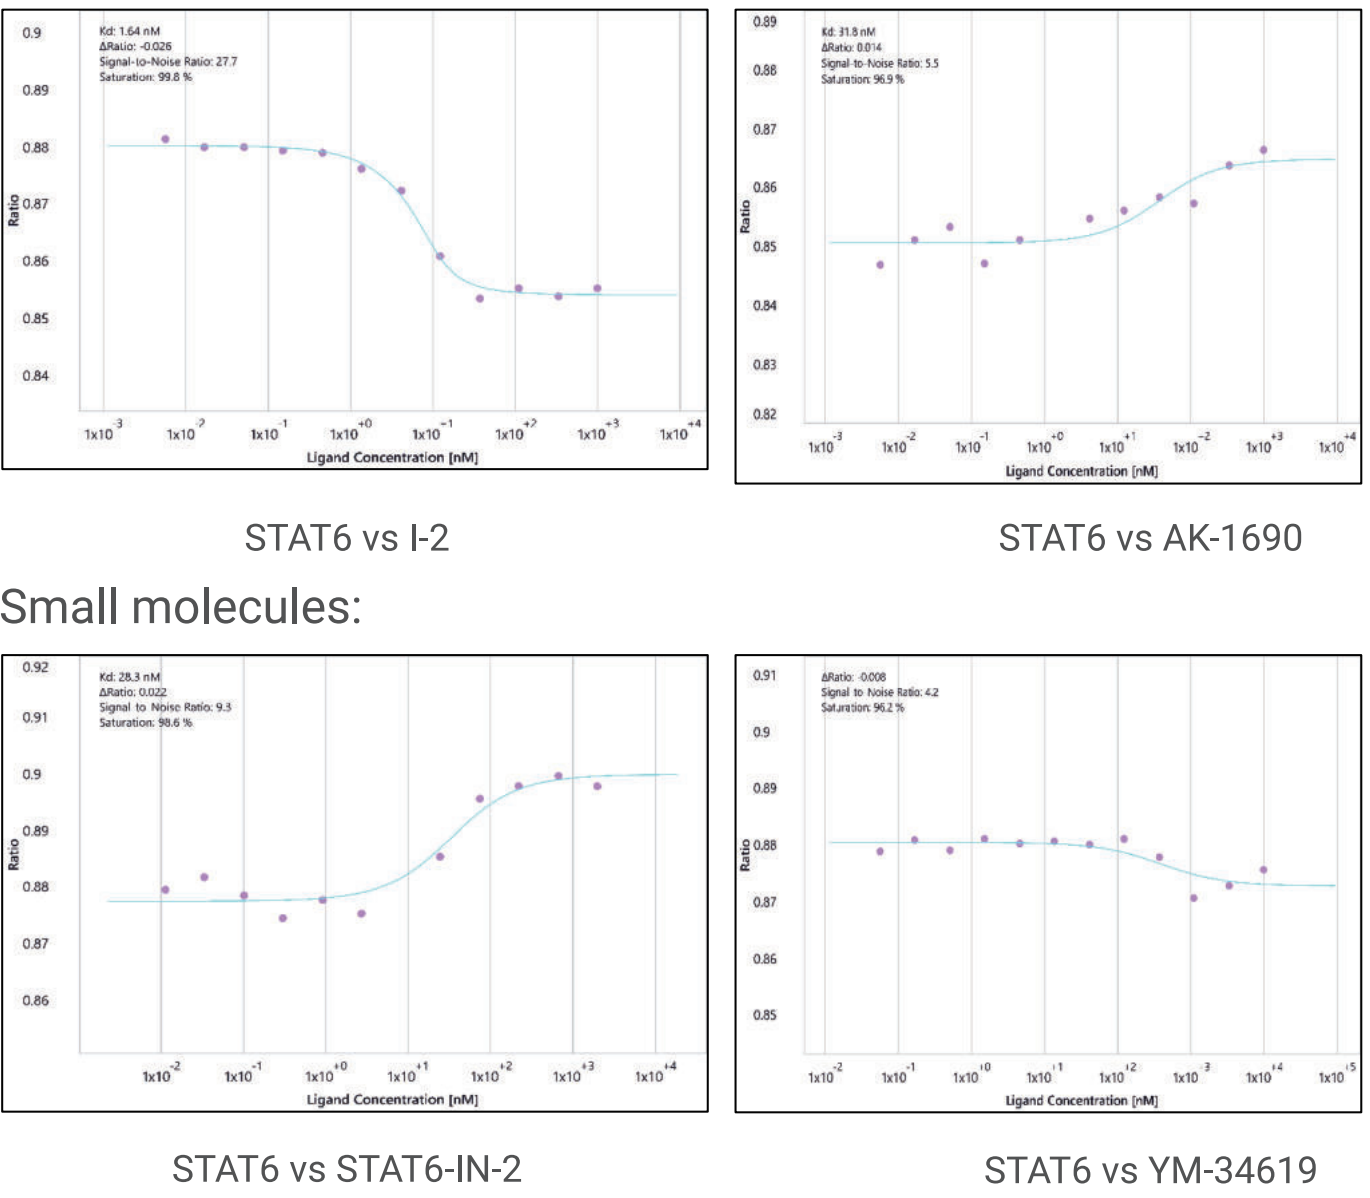 Kd: 1.64 nM
ΔRatio: -0.026
Signal-to-Noise Ratio: 27.7
Saturation: 99.8 %
0.9
0.89
0.88
0.87
0.86
0.85
0.84
Ratio
1x10-3 1x10-2 1x10-1 1x10+0 1x10-1 1x10+2 1x10+3 1x10+4
Ligand Concentration [nM]
STAT6 vs I-2
Kd: 31.8 nM
ΔRatio: 0.014
Signal-to-Noise Ratio: 5.5
Saturation: 96.9 %
0.89
0.88
0.87
0.86
0.85
0.84
0.83
0.82
Ratio
1x10-3 1x10-2 1x10-1 1x10+0 1x10+1 1x10-2 1x10+3 1x10+4
Ligand Concentration [nM]
STAT6 vs AK-1690
Small molecules:
Kd: 28.3 nM
ΔRatio: 0.022
Signal to Noise Ratio: 9.3
Saturation: 98.6 %
0.92
0.91
0.9
0.89
0.88
0.87
0.86
Ratio
1x10-2 1x10-1 1x10+0 1x10+1 1x10+2 1x10+3 1x10+4
Ligand Concentration [nM]
STAT6 vs STAT6-IN-2
ΔRatio: -0.008
Signal to Noise Ratio: 4.2
Saturation: 96.2 %
0.91
0.9
0.89
0.88
0.87
0.86
0.85
Ratio
1x10-2 1x10-1 1x10+0 1x10+1 1x10+2 1x10-3 1x10+4 1x10+5
Ligand Concentration [nM]
STAT6 vs YM-34619